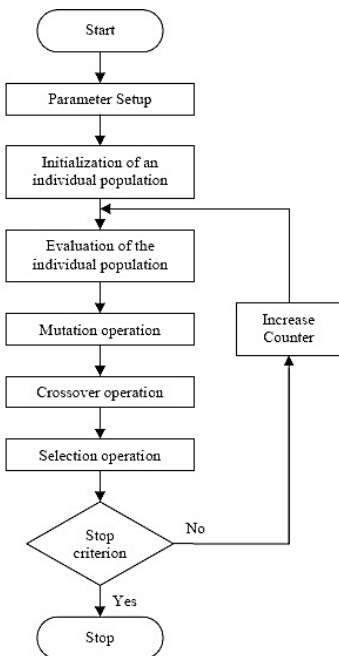 Start
Parameter Setup
Initialization of an
individual population
Evaluation of the
individual population
Mutation operation
Increase
Counter
Crossover operation
Selection operation
Stop
criterion
No
Yes
Stop